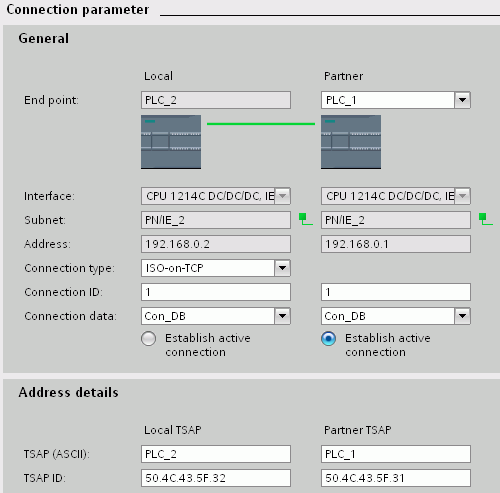 Connection parameter
General
Local Partner
End point: PLC_2 PLC_1
Interface: CPU 1214C DC/DC/DC, IE CPU 1214C DC/DC/DC, IE
Subnet: PN/IE_2 PN/IE_2
Address: 192.168.0.2 192.168.0.1
Connection type: ISO-on-TCP
Connection ID: 1 1
Connection data: Con_DB Con_DB
Establish active Establish active
connection connection
Address details
Local TSAP Partner TSAP
TSAP (ASCII): PLC_2 PLC_1
TSAP ID: 50.4C.43.5F.32 50.4C.43.5F.31